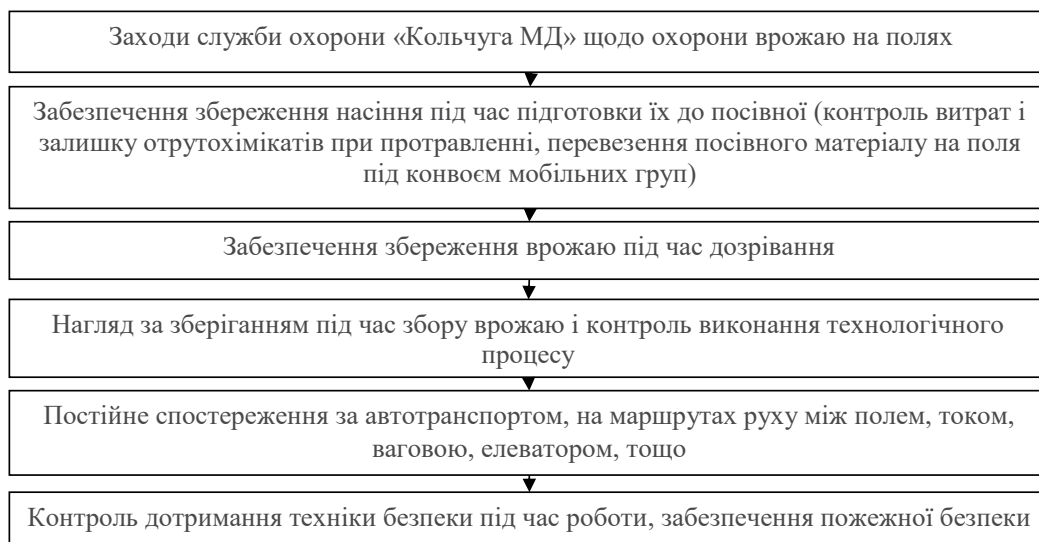 Заходи служби охорони «Кольчуга МД» щодо охорони врожаю на полях
Забезпечення збереження насіння під час підготовки їх до посівної (контроль витрат і
залишку отрутохімікатів при протравленні, перевезення посівного матеріалу на поля
під конвоєм мобільних груп)
Забезпечення збереження врожаю під час дозрівання
Нагляд за зберіганням під час збору врожаю і контроль виконання технологічного
процесу
Постійне спостереження за автотранспортом, на маршрутах руху між полем, током,
ваговою, елеватором, тощо
Контроль дотримання техніки безпеки під час роботи, забезпечення пожежної безпеки